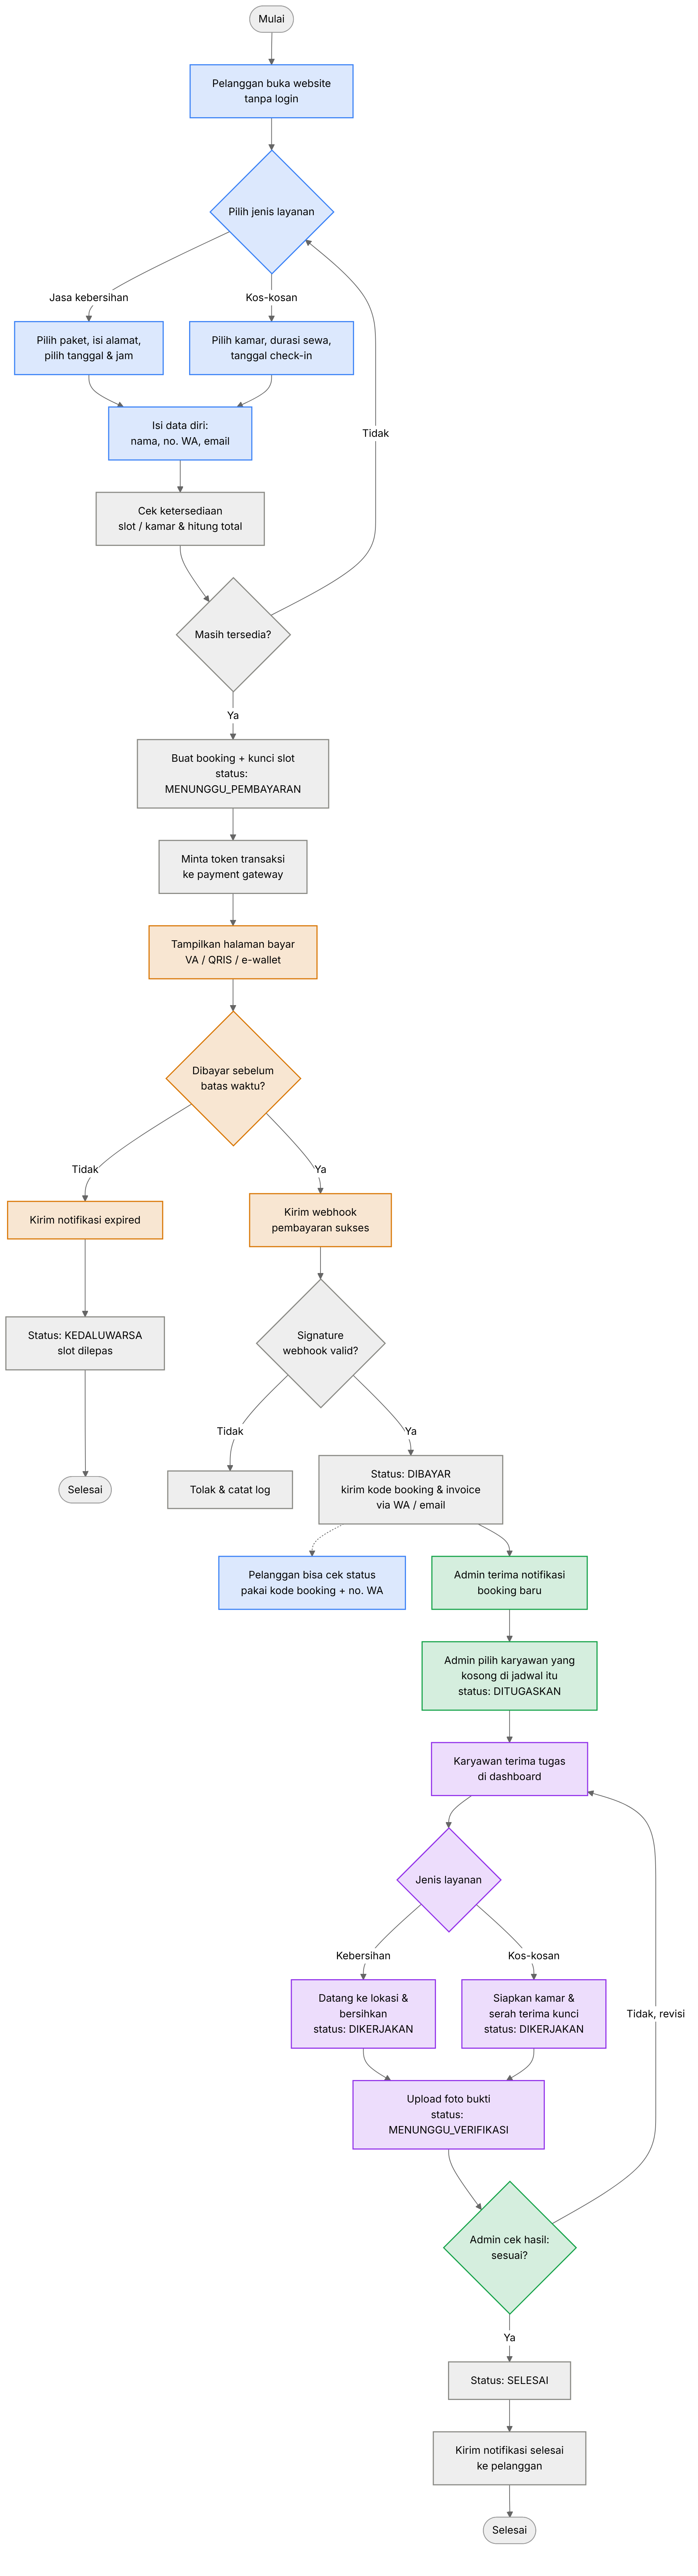 Mulai
Pelanggan buka website
tanpa login
Pilih jenis layanan
Jasa kebersihan
Kos-kosan
Pilih paket, isi alamat,
pilih tanggal & jam
Pilih kamar, durasi sewa,
tanggal check-in
Isi data diri:
nama, no. WA, email
Tidak
Cek ketersediaan
slot / kamar & hitung total
Masih tersedia?
Ya
Buat booking + kunci slot
status:
MENUNGGU_PEMBAYARAN
Minta token transaksi
ke payment gateway
Tampilkan halaman bayar
VA / QRIS / e-wallet
Dibayar sebelum
batas waktu?
Tidak
Ya
Kirim notifikasi expired
Kirim webhook
pembayaran sukses
Status: KEDALUWARSA
slot dilepas
Signature
webhook valid?
Tidak
Ya
Selesai
Tolak & catat log
Status: DIBAYAR
kirim kode booking & invoice
via WA / email
Pelanggan bisa cek status
pakai kode booking + no. WA
Admin terima notifikasi
booking baru
Admin pilih karyawan yang
kosong di jadwal itu
status: DITUGASKAN
Karyawan terima tugas
di dashboard
Jenis layanan
Kebersihan
Kos-kosan
Datang ke lokasi &
bersihkan
status: DIKERJAKAN
Siapkan kamar &
serah terima kunci
status: DIKERJAKAN
Tidak, revisi
Upload foto bukti
status:
MENUNGGU_VERIFIKASI
Admin cek hasil:
sesuai?
Ya
Status: SELESAI
Kirim notifikasi selesai
ke pelanggan
Selesai